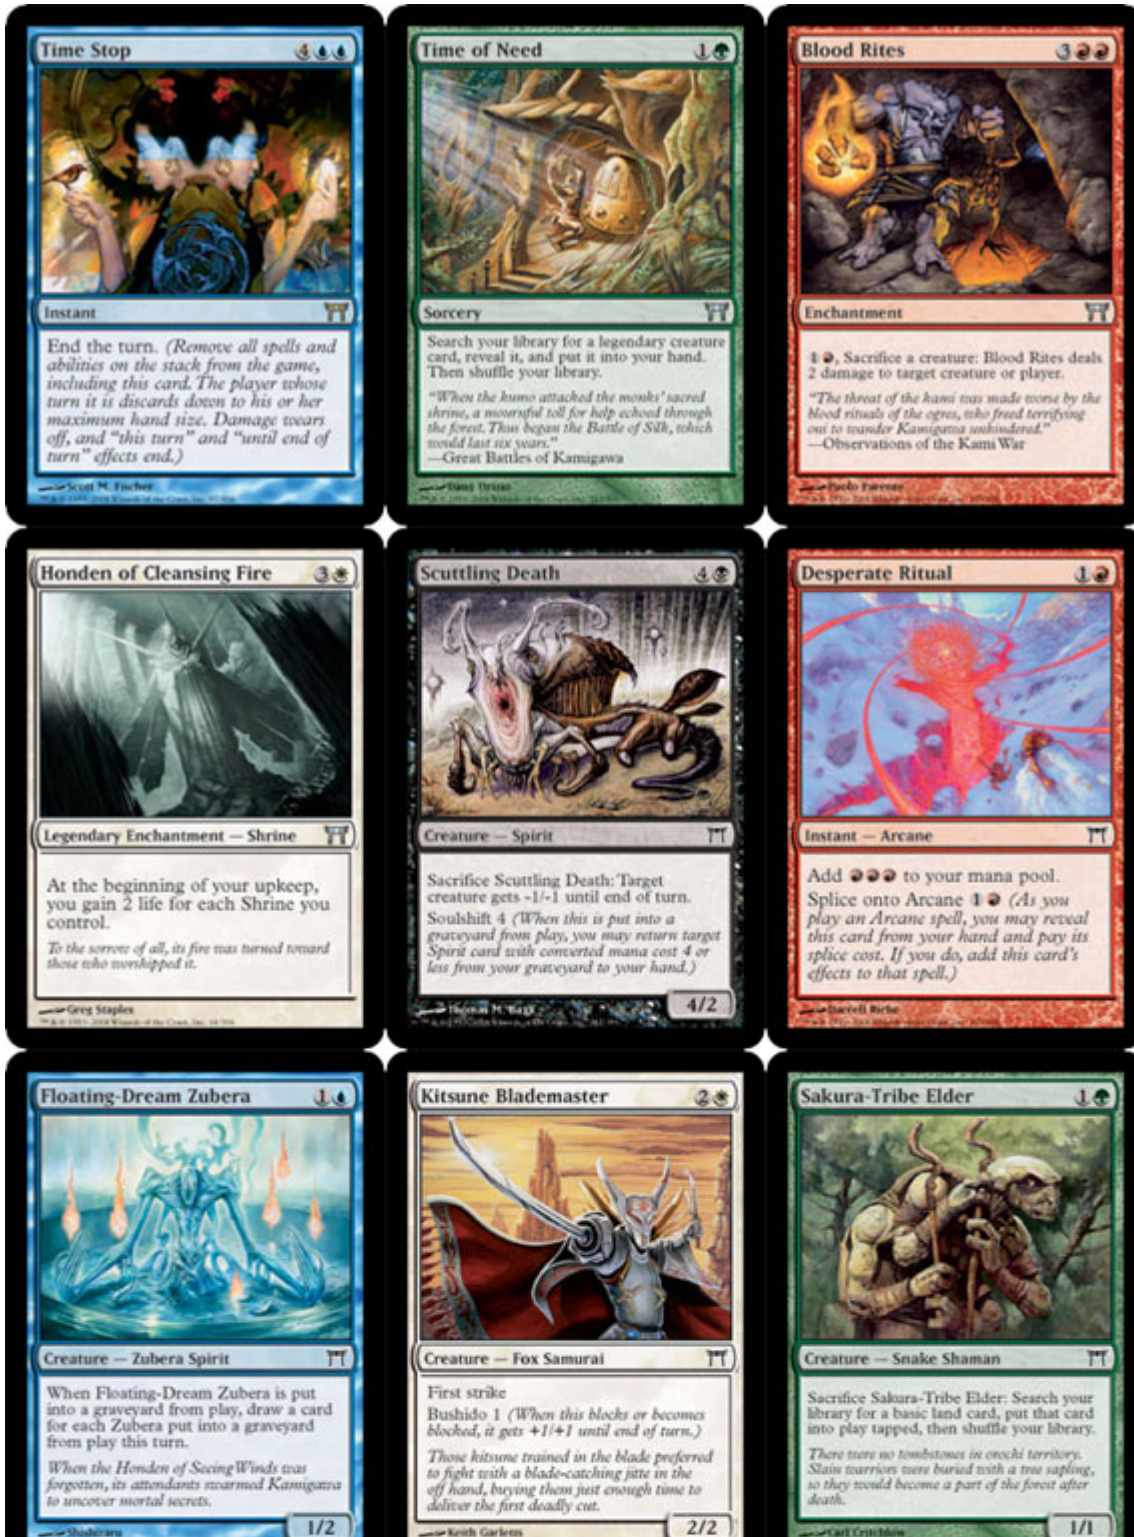 Time Stop 4
Instant
End the turn. (Remove all spells and
abilities on the stack from the game,
including this card. The player whose
turn it is discards down to his or her
maximum hand size. Damage wears
off, and “this turn” and “until end of
turn” effects end.)
Scott M. Fischer
Time of Need 1
Sorcery
Search your library for a legendary creature
card, reveal it, and put it into your hand.
Then shuffle your library.
“When the kumo attacked the monks’ sacred
shrine, a mournful toll for help echoed through
the forest. Thus began the Battle of Silk, which
would last six years.”
—Great Battles of Kamigawa
Blood Rites 3
Enchantment
1, Sacrifice a creature: Blood Rites deals
2 damage to target creature or player.
“The threat of the kami was made worse by the
blood rituals of the ogres, who freed terrifying
oni to wander Kamigawa unhindered.”
—Observations of the Kami War
Paolo Parente
Honden of Cleansing Fire 3
Legendary Enchantment — Shrine
At the beginning of your upkeep,
you gain 2 life for each Shrine you
control.
To the sorrow of all, its fire was turned toward
those who worshipped it.
Greg Staples
Scuttling Death 4
Creature — Spirit
Sacrifice Scuttling Death: Target
creature gets -1/-1 until end of turn.
Soulshift 4 (When this is put into a
graveyard from play, you may return target
Spirit card with converted mana cost 4 or
less from your graveyard to your hand.)
Thomas M. Baxa
4/2
Desperate Ritual 1
Instant — Arcane
Add to your mana pool.
Splice onto Arcane 1 (As you
play an Arcane spell, you may reveal
this card from your hand and pay its
splice cost. If you do, add this card’s
effects to that spell.)
Darrell Riche
Floating-Dream Zubera 1
Creature — Zubera Spirit
When Floating-Dream Zubera is put
into a graveyard from play, draw a card
for each Zubera put into a graveyard
from play this turn.
When the Honden of Seeing Winds was
forgotten, its attendants swarmed Kamigawa
to uncover mortal secrets.
1/2
Kitsune Blademaster 2
Creature — Fox Samurai
First strike
Bushido 1 (When this blocks or becomes
blocked, it gets +1/+1 until end of turn.)
Those kitsune trained in the blade preferred
to fight with a blade-catching jitte in the
off hand, buying them just enough time to
deliver the first deadly cut.
2/2
Sakura-Tribe Elder 1
Creature — Snake Shaman
Sacrifice Sakura-Tribe Elder: Search your
library for a basic land card, put that card
into play tapped, then shuffle your library.
There were no tombstones in orochi territory.
Slain warriors were buried with a tree sapling,
so they would become a part of the forest after
death.
Carl Critchlow
1/1